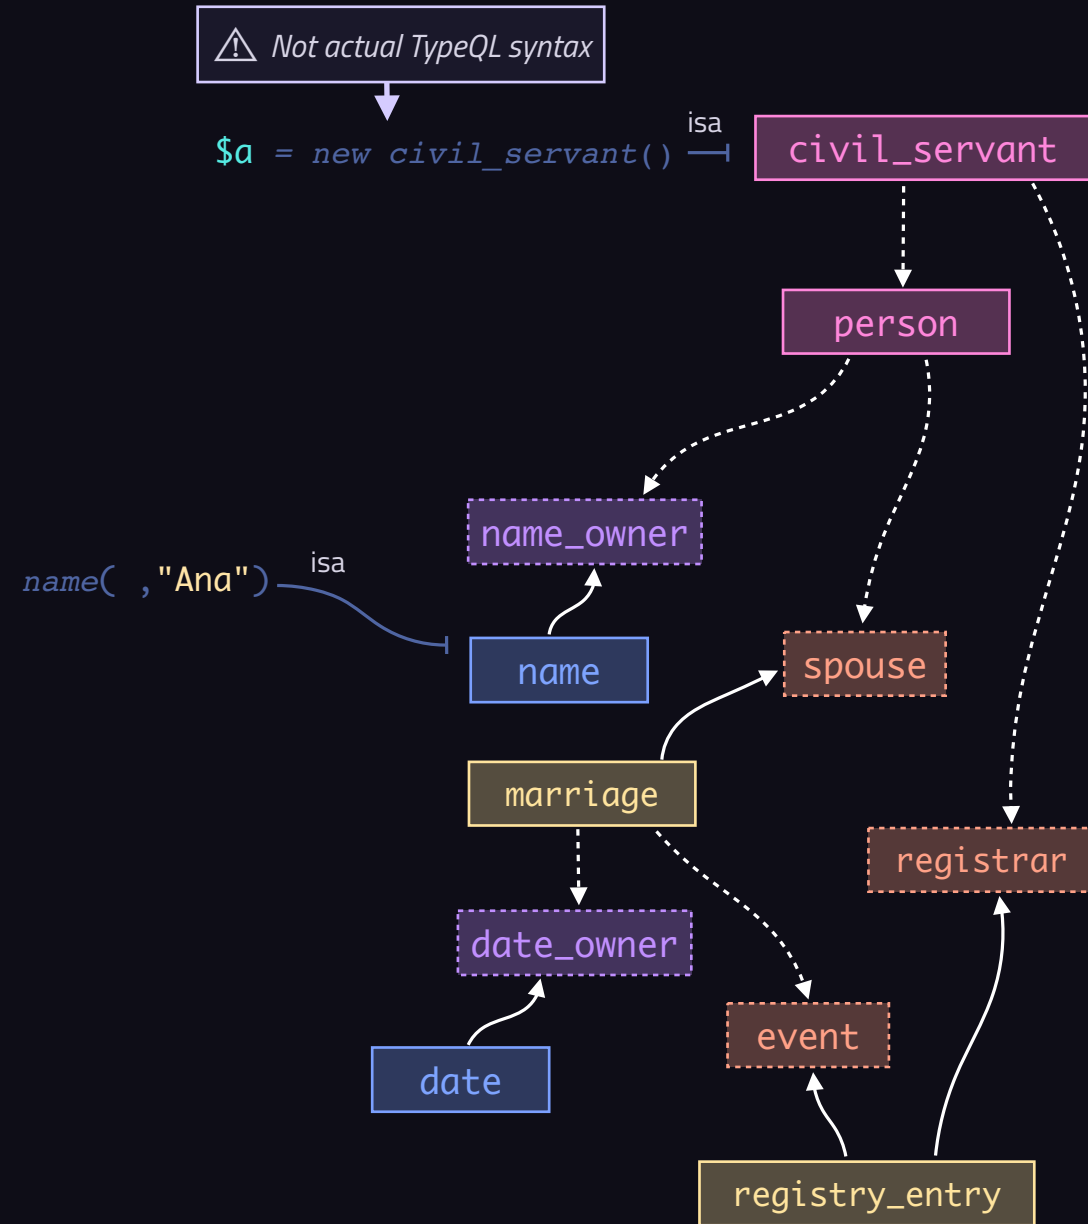 ⚠ Not actual TypeQL syntax
isa
$a = new civil_servant()
civil_servant
person
name_owner
isa
name( ,"Ana")
name
spouse
marriage
registrar
date_owner
event
date
registry_entry